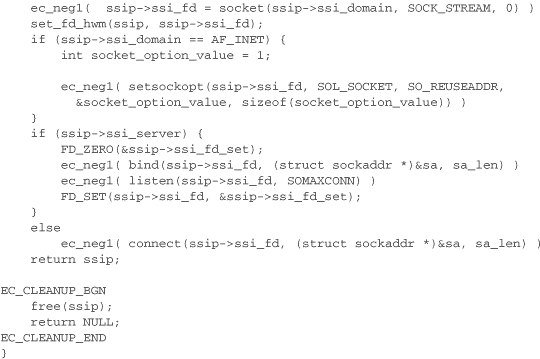 ec_neg1(  ssip->ssi_fd = socket(ssip->ssi_domain, SOCK_STREAM, 0) )
set_fd_hwm(ssip, ssip->ssi_fd);
if (ssip->ssi_domain == AF_INET) {
int socket_option_value = 1;
ec_neg1( setsockopt(ssip->ssi_fd, SOL_SOCKET, SO_REUSEADDR,
&socket_option_value, sizeof(socket_option_value)) )
}
if (ssip->ssi_server) {
FD_ZERO(&ssip->ssi_fd_set);
ec_neg1( bind(ssip->ssi_fd, (struct sockaddr *)&sa, sa_len) )
ec_neg1( listen(ssip->ssi_fd, SOMAXCONN) )
FD_SET(ssip->ssi_fd, &ssip->ssi_fd_set);
}
else
ec_neg1( connect(ssip->ssi_fd, (struct sockaddr *)&sa, sa_len) )
return ssip;
EC_CLEANUP_BGN
free(ssip);
return NULL;
EC_CLEANUP_END
}